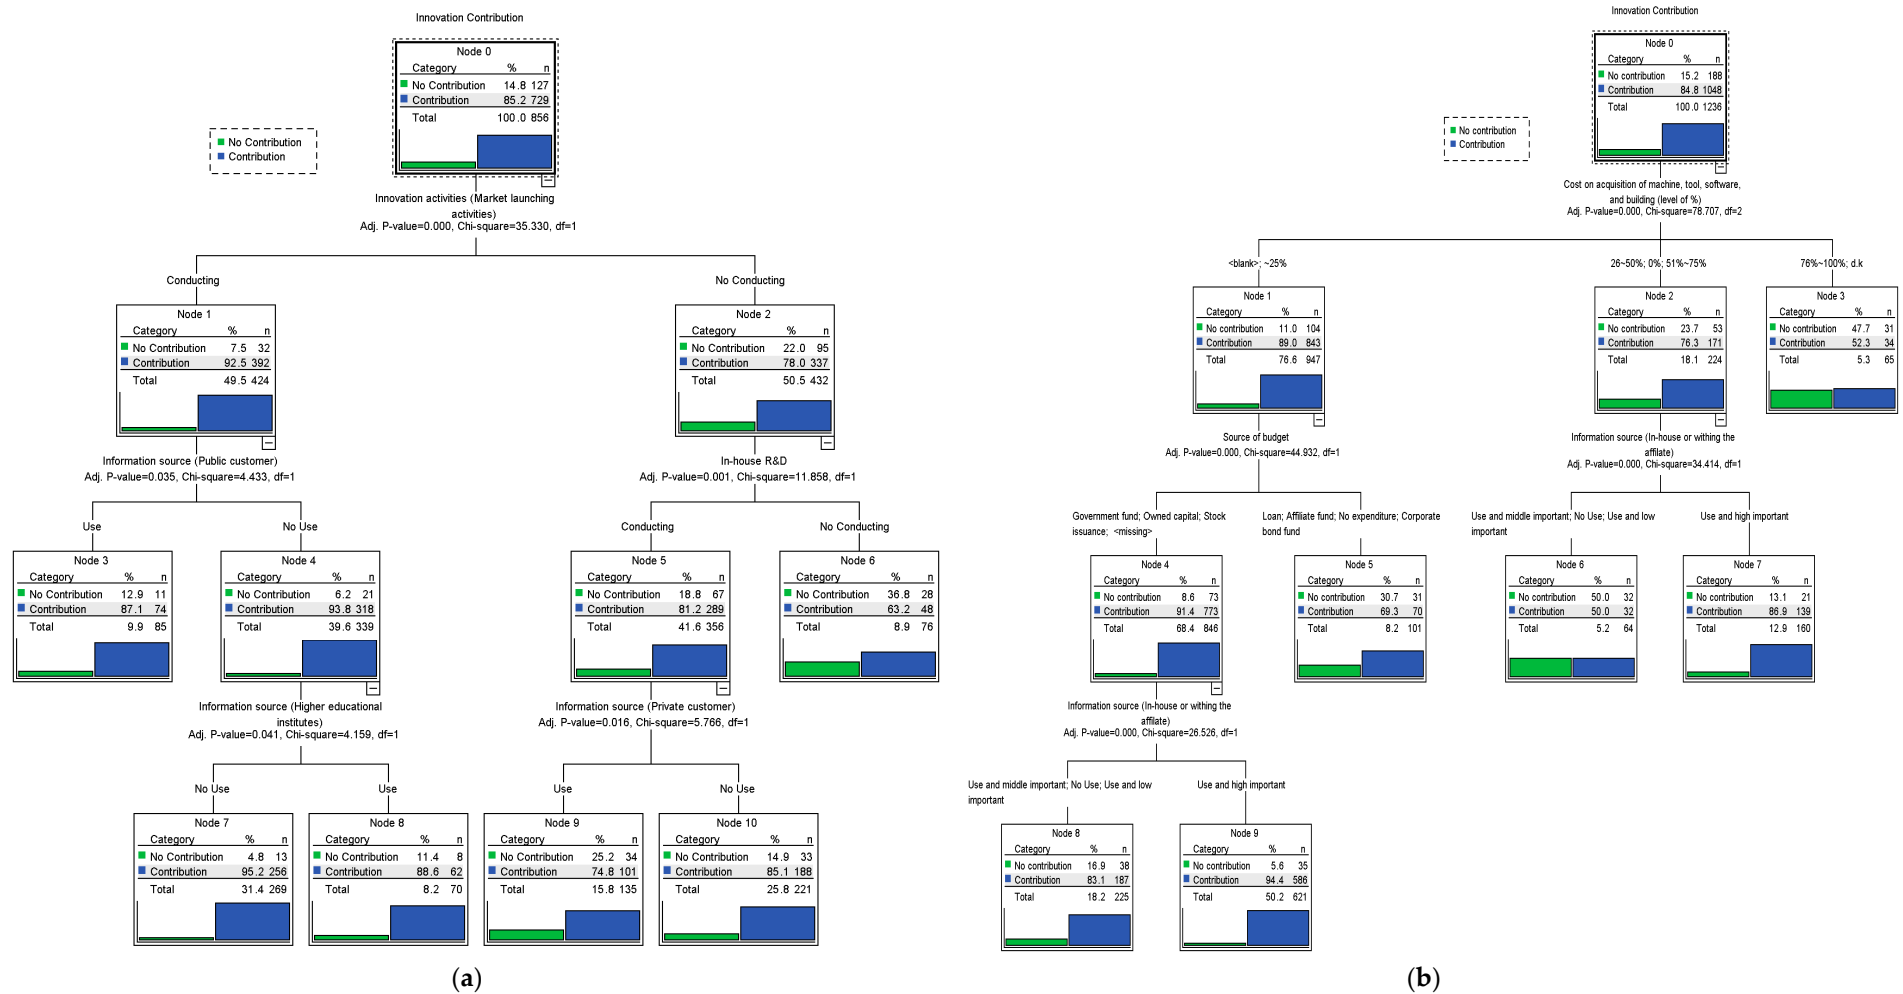 Innovation Contribution
Node 0
Category % n
No Contribution 14.8 127
Contribution 85.2 729
Total 100.0 856
No Contribution
Contribution
Innovation activities (Market launching
activities)
Adj. P-value=0.000, Chi-square=35.330, df=1
Conducting
No Conducting
Node 1
Category % n
No Contribution 7.5 32
Contribution 92.5 392
Total 49.5 424
Node 2
Category % n
No Contribution 22.0 95
Contribution 78.0 337
Total 50.5 432
Information source (Public customer)
Adj. P-value=0.035, Chi-square=4.433, df=1
In-house R&D
Adj. P-value=0.001, Chi-square=11.858, df=1
Use
No Use
Conducting
No Conducting
Node 3
Category % n
No Contribution 12.9 11
Contribution 87.1 74
Total 9.9 85
Node 4
Category % n
No Contribution 6.2 21
Contribution 93.8 318
Total 39.6 339
Node 5
Category % n
No Contribution 18.8 67
Contribution 81.2 289
Total 41.6 356
Node 6
Category % n
No Contribution 36.8 28
Contribution 63.2 48
Total 8.9 76
Information source (Higher educational
institutes)
Adj. P-value=0.041, Chi-square=4.159, df=1
Information source (Private customer)
Adj. P-value=0.016, Chi-square=5.766, df=1
No Use
Use
Use
No Use
Node 7
Category % n
No Contribution 4.8 13
Contribution 95.2 256
Total 31.4 269
Node 8
Category % n
No Contribution 11.4 8
Contribution 88.6 62
Total 8.2 70
Node 9
Category % n
No Contribution 25.2 34
Contribution 74.8 101
Total 15.8 135
Node 10
Category % n
No Contribution 14.9 33
Contribution 85.1 188
Total 25.8 221
(a)
Innovation Contribution
Node 0
Category % n
No contribution 15.2 188
Contribution 84.8 1048
Total 100.0 1236
No contribution
Contribution
Cost on acquisition of machine, tool, software,
and building (level of %)
Adj. P-value=0.000, Chi-square=78.707, df=2
<blank>; ~25%
26~50%; 0%; 51%~75%
76%~100%; d.k
Node 1
Category % n
No contribution 11.0 104
Contribution 89.0 843
Total 76.6 947
Node 2
Category % n
No contribution 23.7 53
Contribution 76.3 171
Total 18.1 224
Node 3
Category % n
No contribution 47.7 31
Contribution 52.3 34
Total 5.3 65
Source of budget
Adj. P-value=0.000, Chi-square=44.932, df=1
Information source (In-house or withing the
affilate)
Adj. P-value=0.000, Chi-square=34.414, df=1
Government fund; Owned capital; Stock
issuance; <missing>
Loan; Affiliate fund; No expenditure; Corporate
bond fund
Use and middle important; No Use; Use and low
important
Use and high important
Node 4
Category % n
No contribution 8.6 73
Contribution 91.4 773
Total 68.4 846
Node 5
Category % n
No contribution 30.7 31
Contribution 69.3 70
Total 8.2 101
Node 6
Category % n
No contribution 50.0 32
Contribution 50.0 32
Total 5.2 64
Node 7
Category % n
No contribution 13.1 21
Contribution 86.9 139
Total 12.9 160
Information source (In-house or withing the
affilate)
Adj. P-value=0.000, Chi-square=26.526, df=1
Use and middle important; No Use; Use and low
important
Use and high important
Node 8
Category % n
No contribution 16.9 38
Contribution 83.1 187
Total 18.2 225
Node 9
Category % n
No contribution 5.6 35
Contribution 94.4 586
Total 50.2 621
(b)